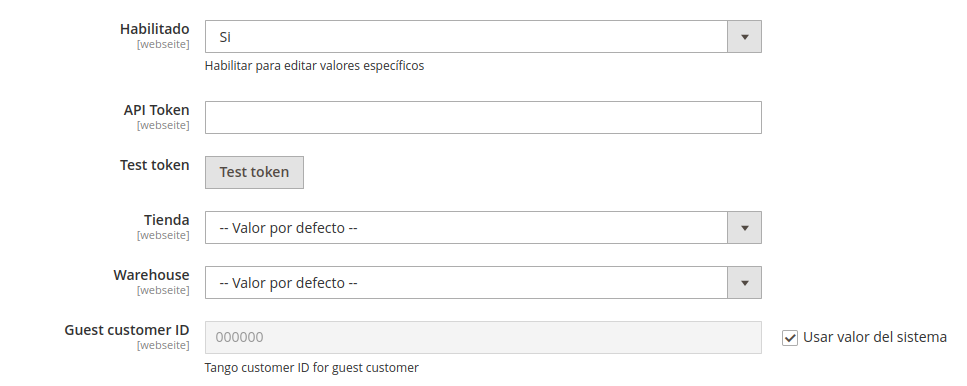 Habilitado
[webseite]
Si
Habilitar para editar valores específicos
API Token
[webseite]
Test token
Test token
Tienda
[webseite]
-- Valor por defecto --
Warehouse
[webseite]
-- Valor por defecto --
Guest customer ID
[webseite]
000000
Usar valor del sistema
Tango customer ID for guest customer